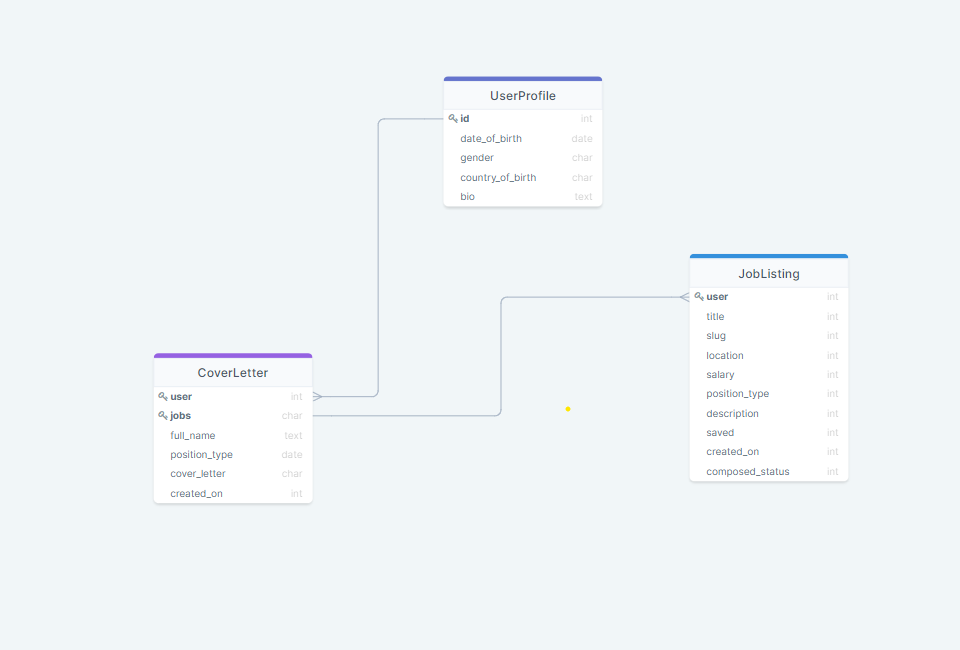 UserProfile
id int
date_of_birth date
gender char
country_of_birth char
bio text
JobListing
user int
title int
slug int
location int
salary int
position_type int
description int
saved int
created_on int
composed_status int
CoverLetter
user int
jobs char
full_name text
position_type date
cover_letter char
created_on int